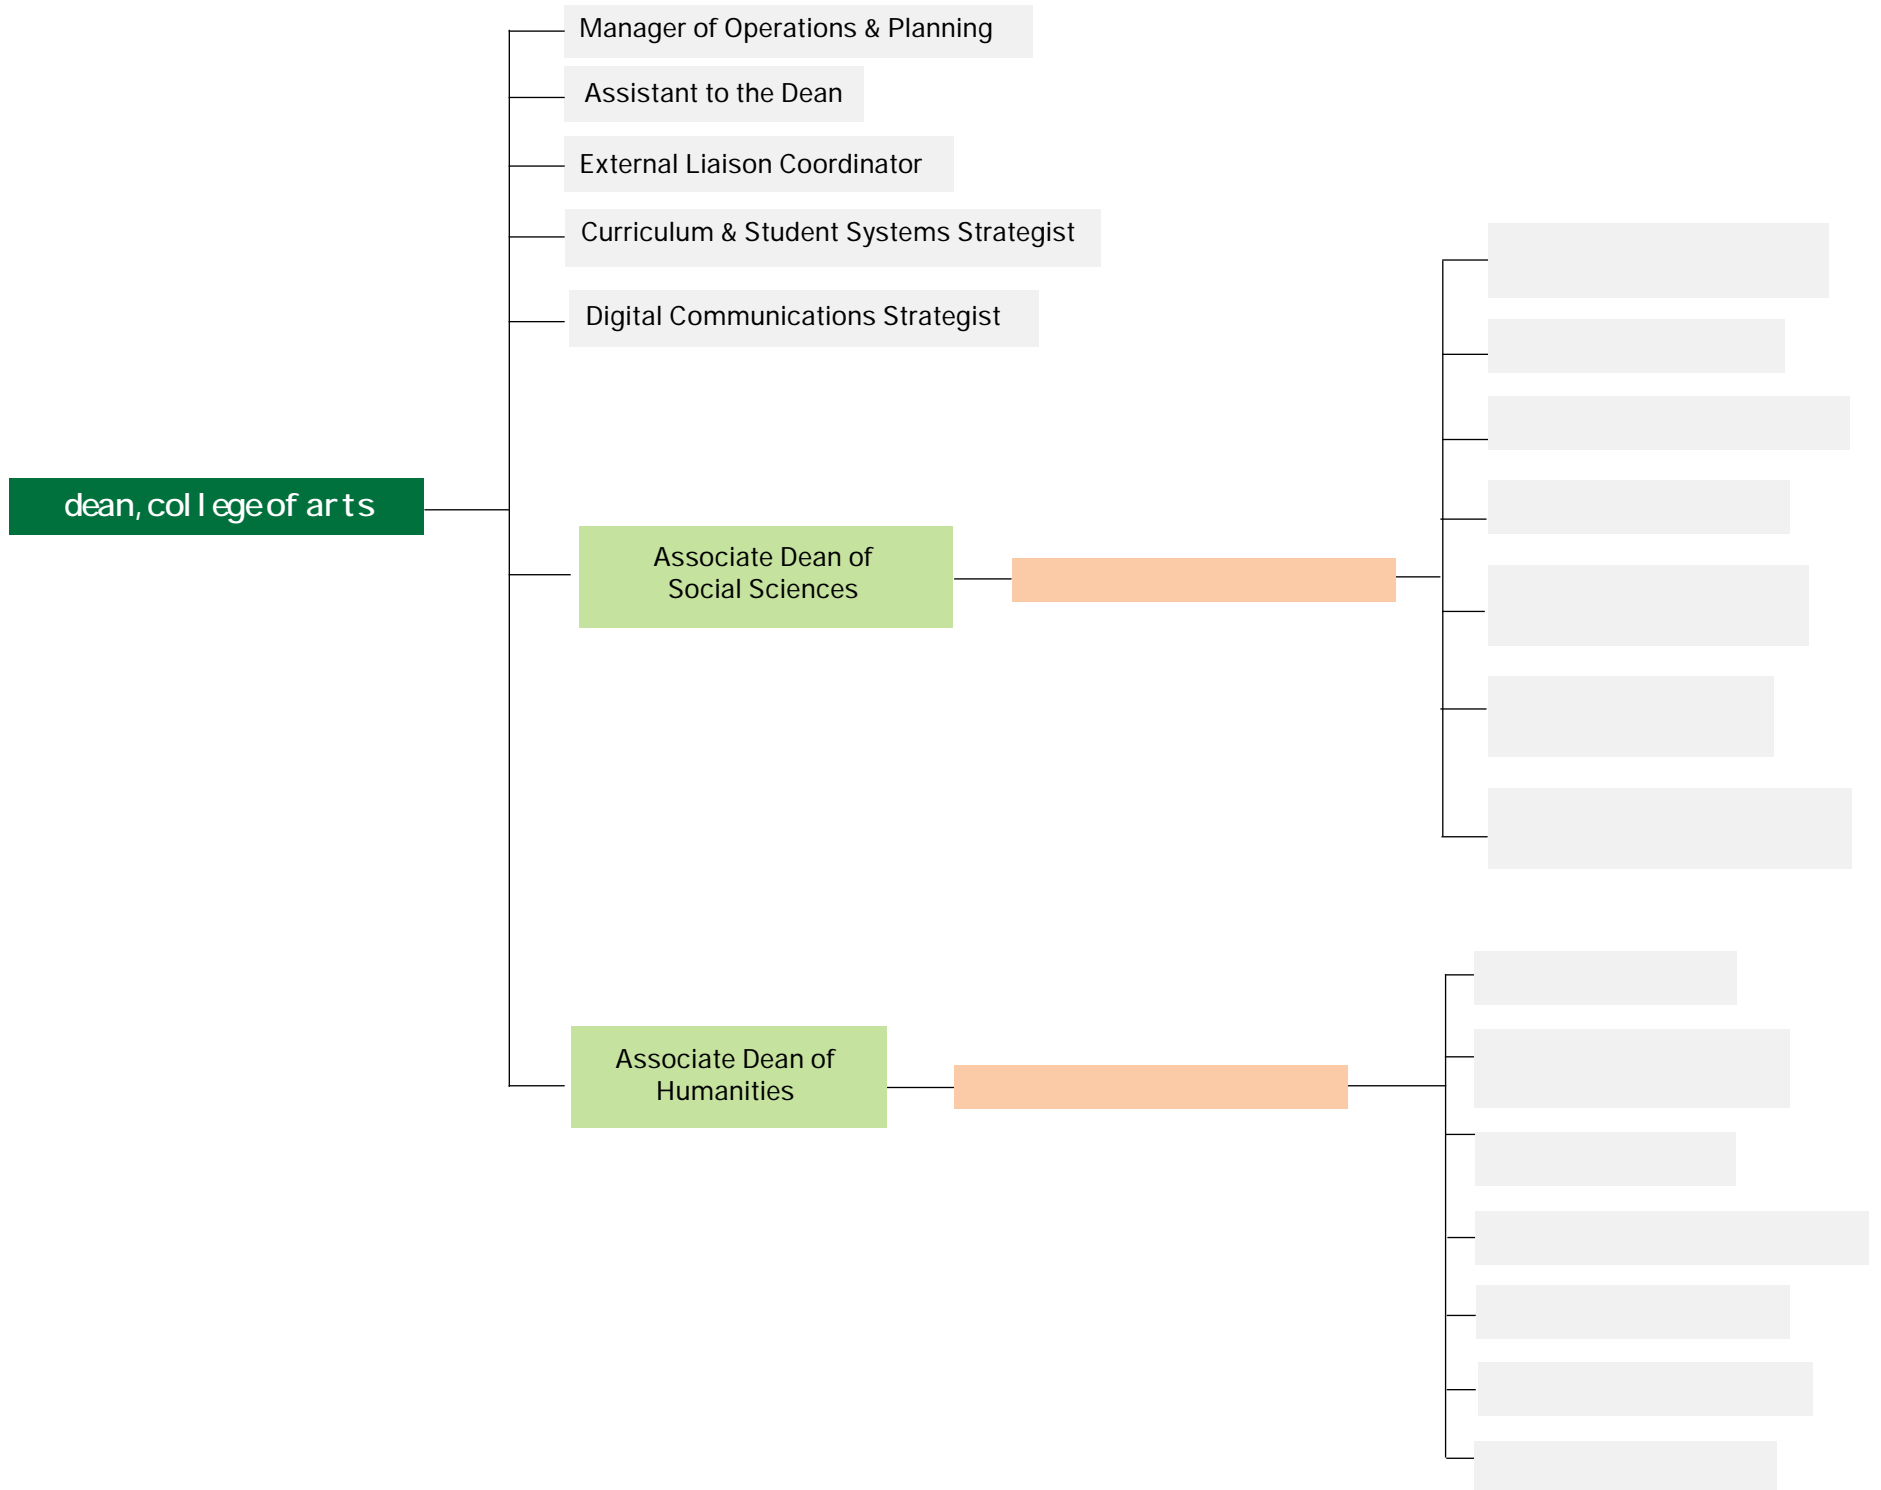 Manager of Operations & Planning
Assistant to the Dean
External Liaison Coordinator
Curriculum & Student Systems Strategist
Digital Communications Strategist
dean, college of arts
Associate Dean of
Social Sciences
Associate Dean of
Humanities